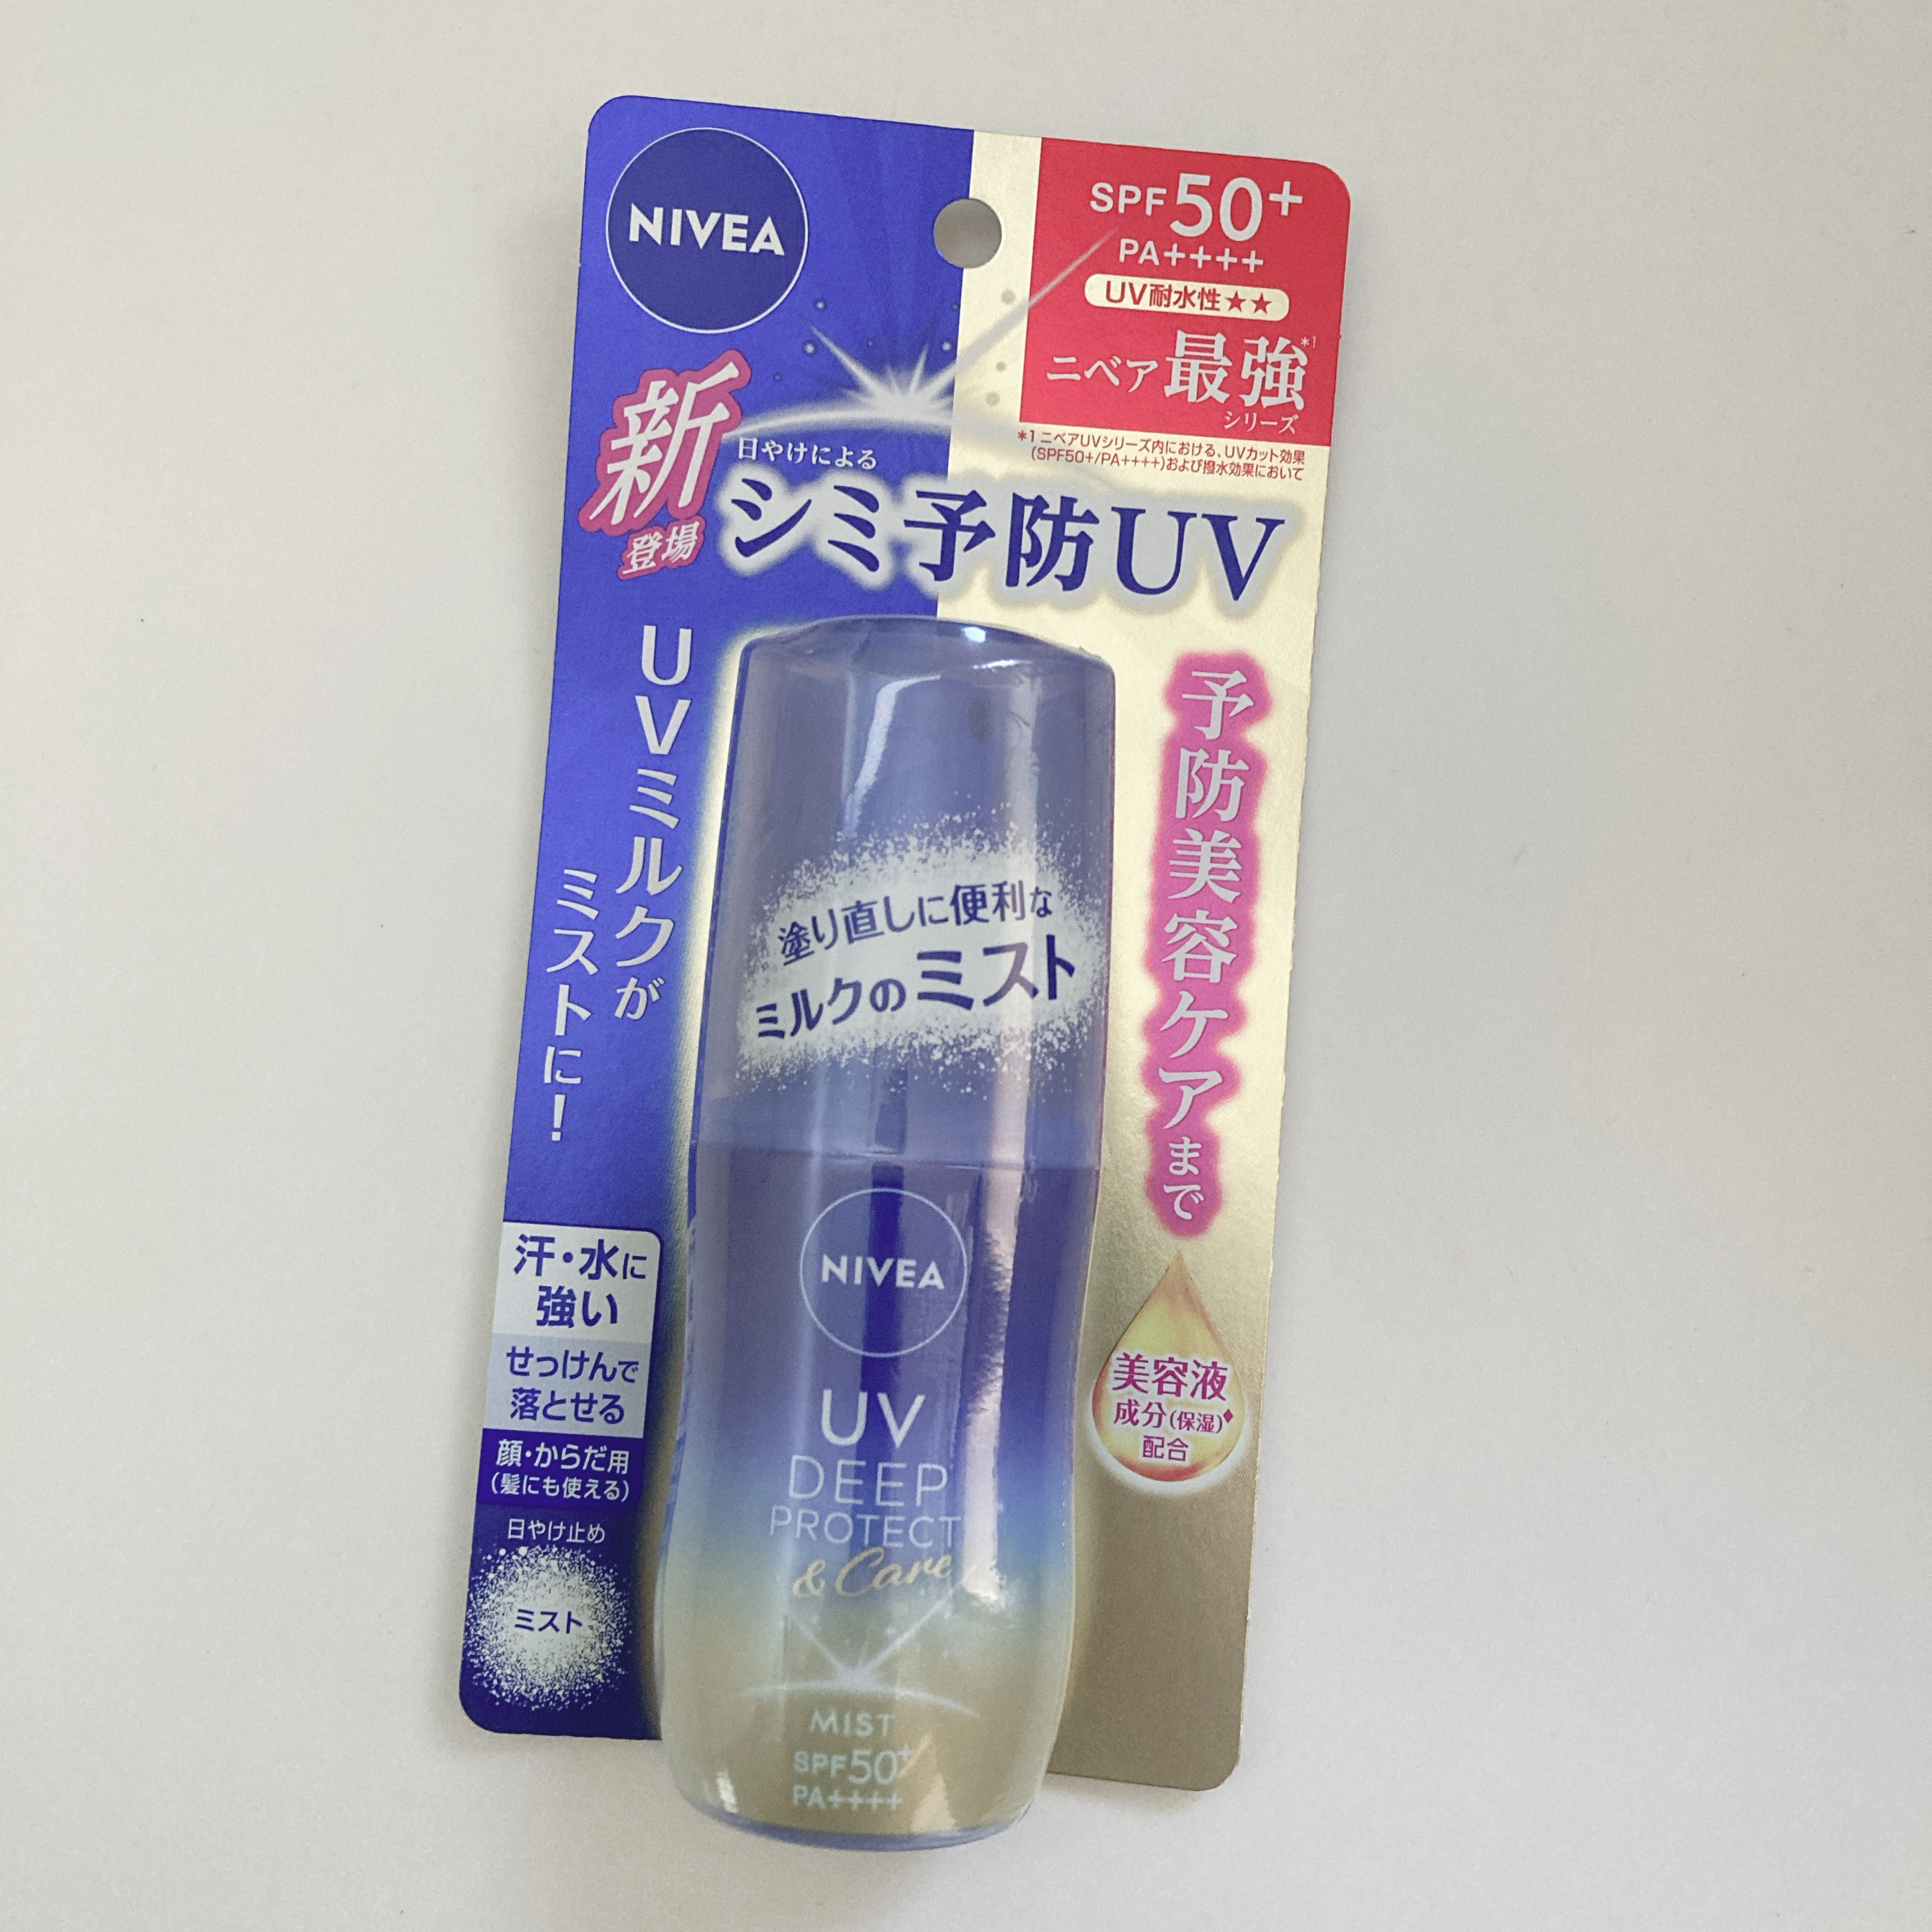 NIVEA
SPF50+
PA++++
UV耐水性★★
ニベア最強*1
シリーズ
*1 ニベアUVシリーズ内における、UVカット効果
(SPF50+/PA++++)および撥水効果において
新
登場
日やけによる
シミ予防UV
UVミルクが
ミストに!
予防美容ケアまで
塗り直しに便利な
ミルクのミスト
NIVEA
UV
DEEP
PROTECT
& Care
MIST
SPF50+
PA++++
汗・水に
強い
せっけんで
落とせる
顔・からだ用
(髪にも使える)
日やけ止め
ミスト
美容液
成分(保湿)♦
配合